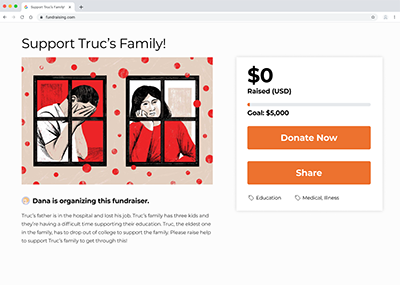 Support Truc's Family!
fundraising.com
Support Truc's Family!
$0
Raised (USD)
Goal: $5,000
Donate Now
Share
Education
Medical, Illness
Dana is organizing this fundraiser.
Truc's father is in the hospital and lost his job. Truc's family has three kids and
they're having a difficult time supporting their education. Truc, the eldest one
in the family, has to drop out of college to support the family. Please raise help
to support Truc's family to get through this!